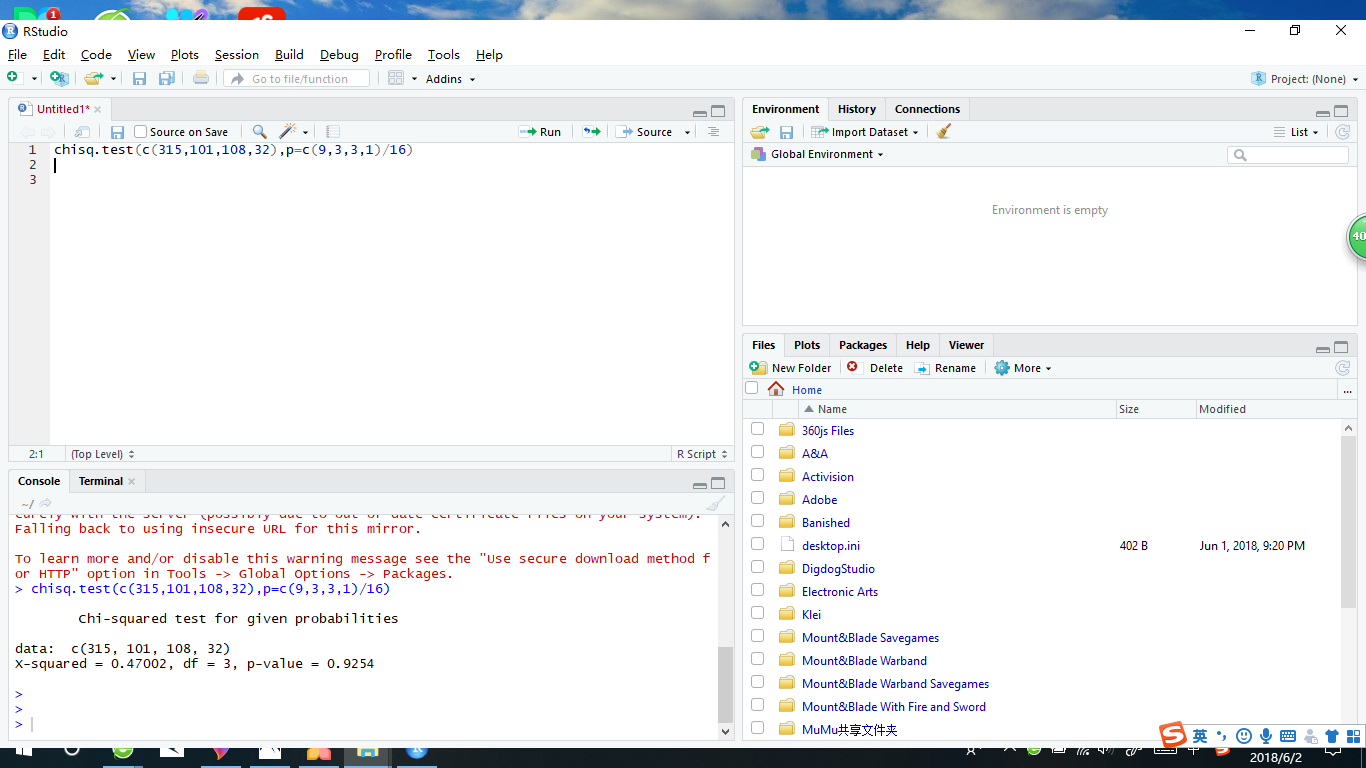 1
RStudio
File Edit Code View Plots Session Build Debug Profile Tools Help
Go to file/function
Addins
Project: (None)
Untitled1*
Source on Save
Run
Source
1 chisq.test(c(315,101,108,32),p=c(9,3,3,1)/16)
2
3
2:1 (Top Level) R Script
Console Terminal
~/
Falling back to using insecure URL for this mirror.
To learn more and/or disable this warning message see the "Use secure download method f
or HTTP" option in Tools -> Global Options -> Packages.
> chisq.test(c(315,101,108,32),p=c(9,3,3,1)/16)
Chi-squared test for given probabilities
data:  c(315, 101, 108, 32)
X-squared = 0.47002, df = 3, p-value = 0.9254
>
>
>
Environment History Connections
Import Dataset
List
Global Environment
Environment is empty
40
Files Plots Packages Help Viewer
New Folder Delete Rename More
Home
...
Name Size Modified
360js Files
A&A
Activision
Adobe
Banished
desktop.ini 402 B Jun 1, 2018, 9:20 PM
DigdogStudio
Electronic Arts
Klei
Mount&Blade Savegames
Mount&Blade Warband
Mount&Blade Warband Savegames
Mount&Blade With Fire and Sword
MuMu共享文件夹
英
2018/6/2